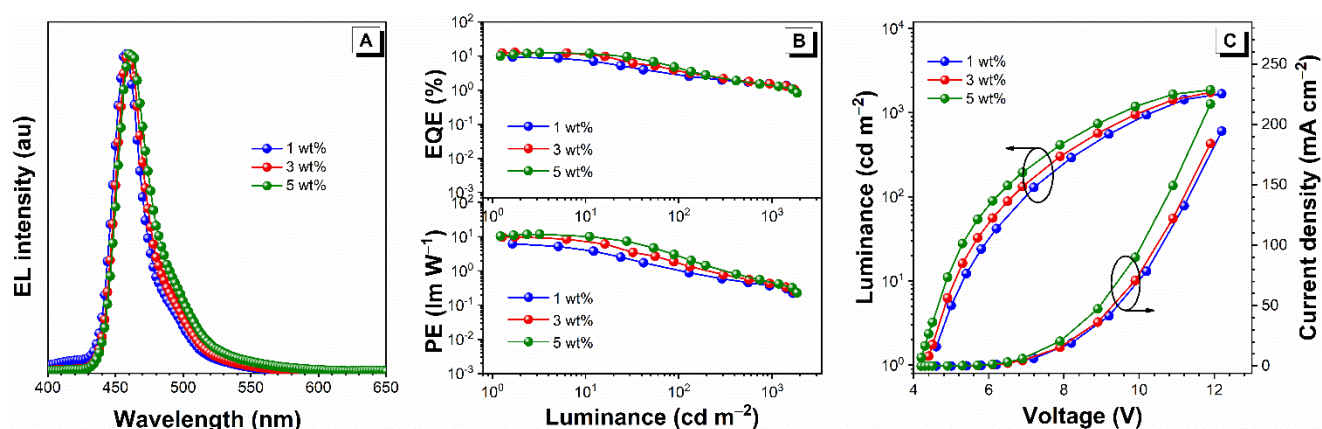 A
EL intensity (au)
1 wt%
3 wt%
5 wt%
400 450 500 550 600 650
Wavelength (nm)
B
10²
10¹
10⁰
10⁻¹
10⁻²
10⁻³
EQE (%)
1 wt%
3 wt%
5 wt%
10⁰ 10¹ 10² 10³
10²
10¹
10⁰
10⁻¹
10⁻²
10⁻³
PE (lm W⁻¹)
1 wt%
3 wt%
5 wt%
10⁰ 10¹ 10² 10³
Luminance (cd m⁻²)
C
10⁴
10³
10²
10¹
10⁰
Luminance (cd m⁻²)
1 wt%
3 wt%
5 wt%
250
200
150
100
50
0
Current density (mA cm⁻²)
4 6 8 10 12
Voltage (V)